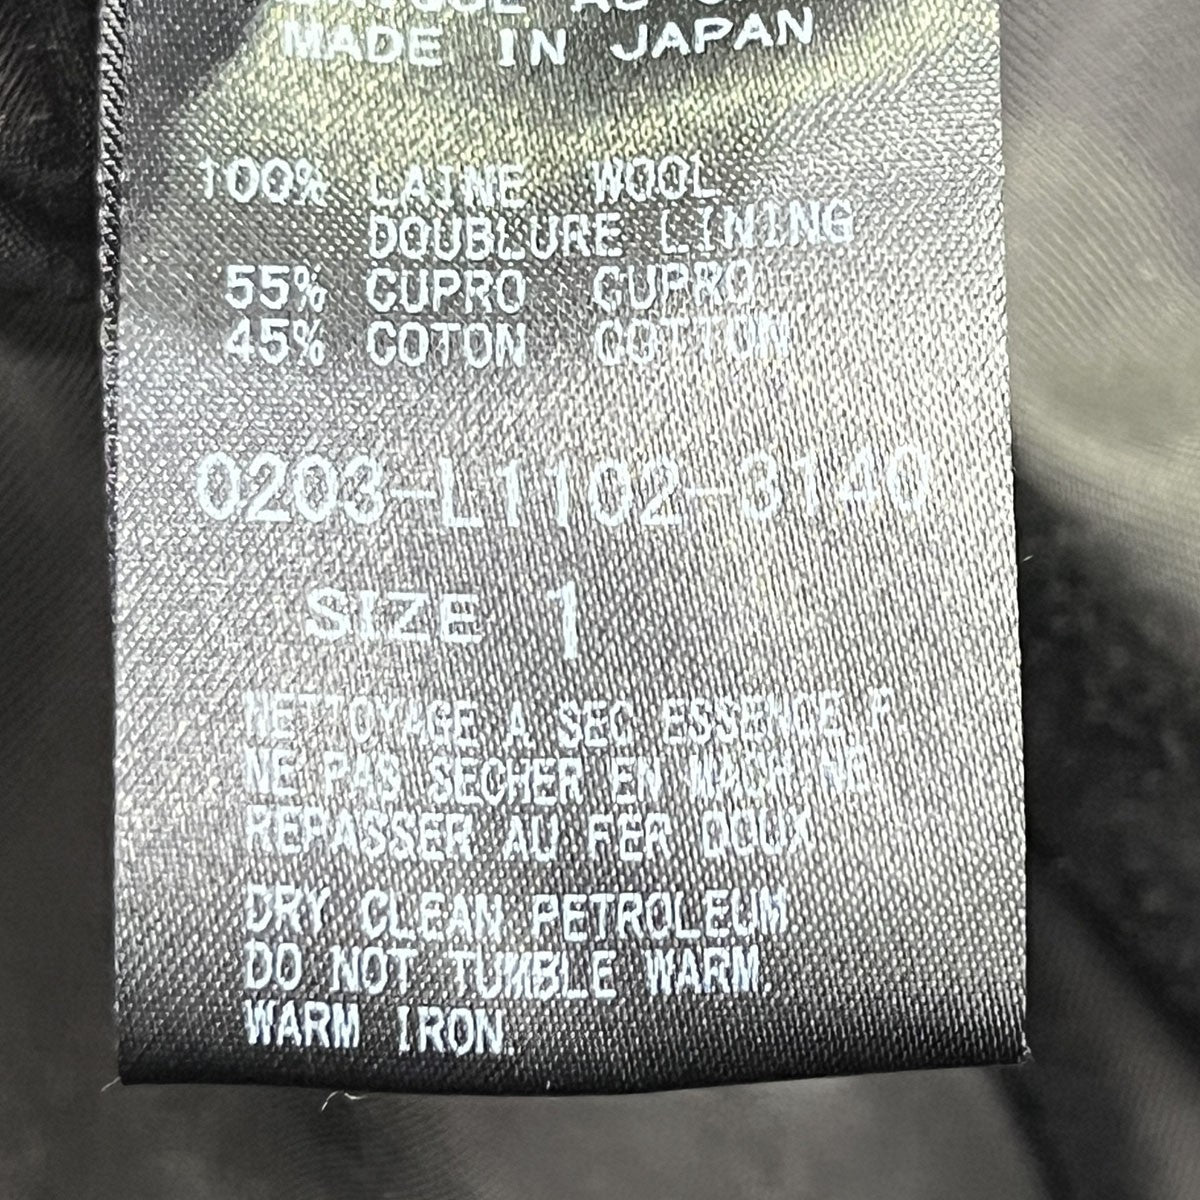 MADE IN JAPAN
100% LAINE WOOL
DOUBLURE LINING
55% CUPRO CUPRO
45% COTON COTTON
0203-L1102-3140
SIZE 1
NETTOYAGE A SEC ESSENCE F.
NE PAS SECHER EN MACHINE
REPASSER AU FER DOUX
DRY CLEAN PETROLEUM.
DO NOT TUMBLE WARM.
WARM IRON.